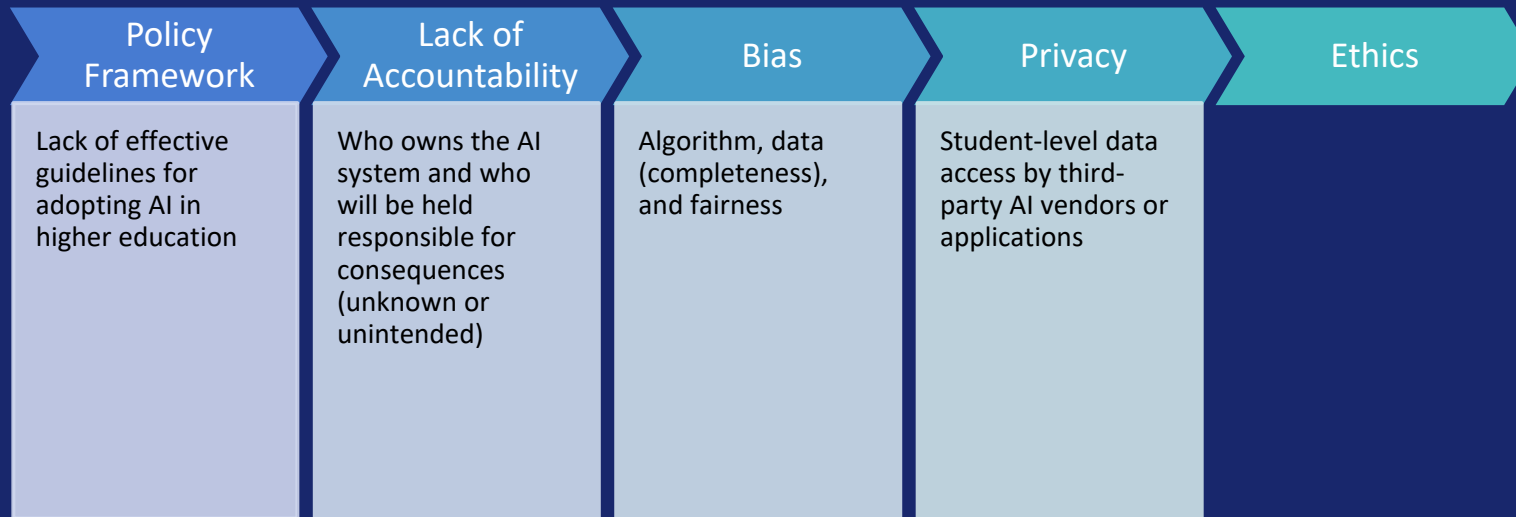 Policy
Framework
Lack of effective
guidelines for
adopting AI in
higher education
Lack of
Accountability
Who owns the AI
system and who
will be held
responsible for
consequences
(unknown or
unintended)
Bias
Algorithm, data
(completeness),
and fairness
Privacy
Student-level data
access by third-
party AI vendors or
applications
Ethics